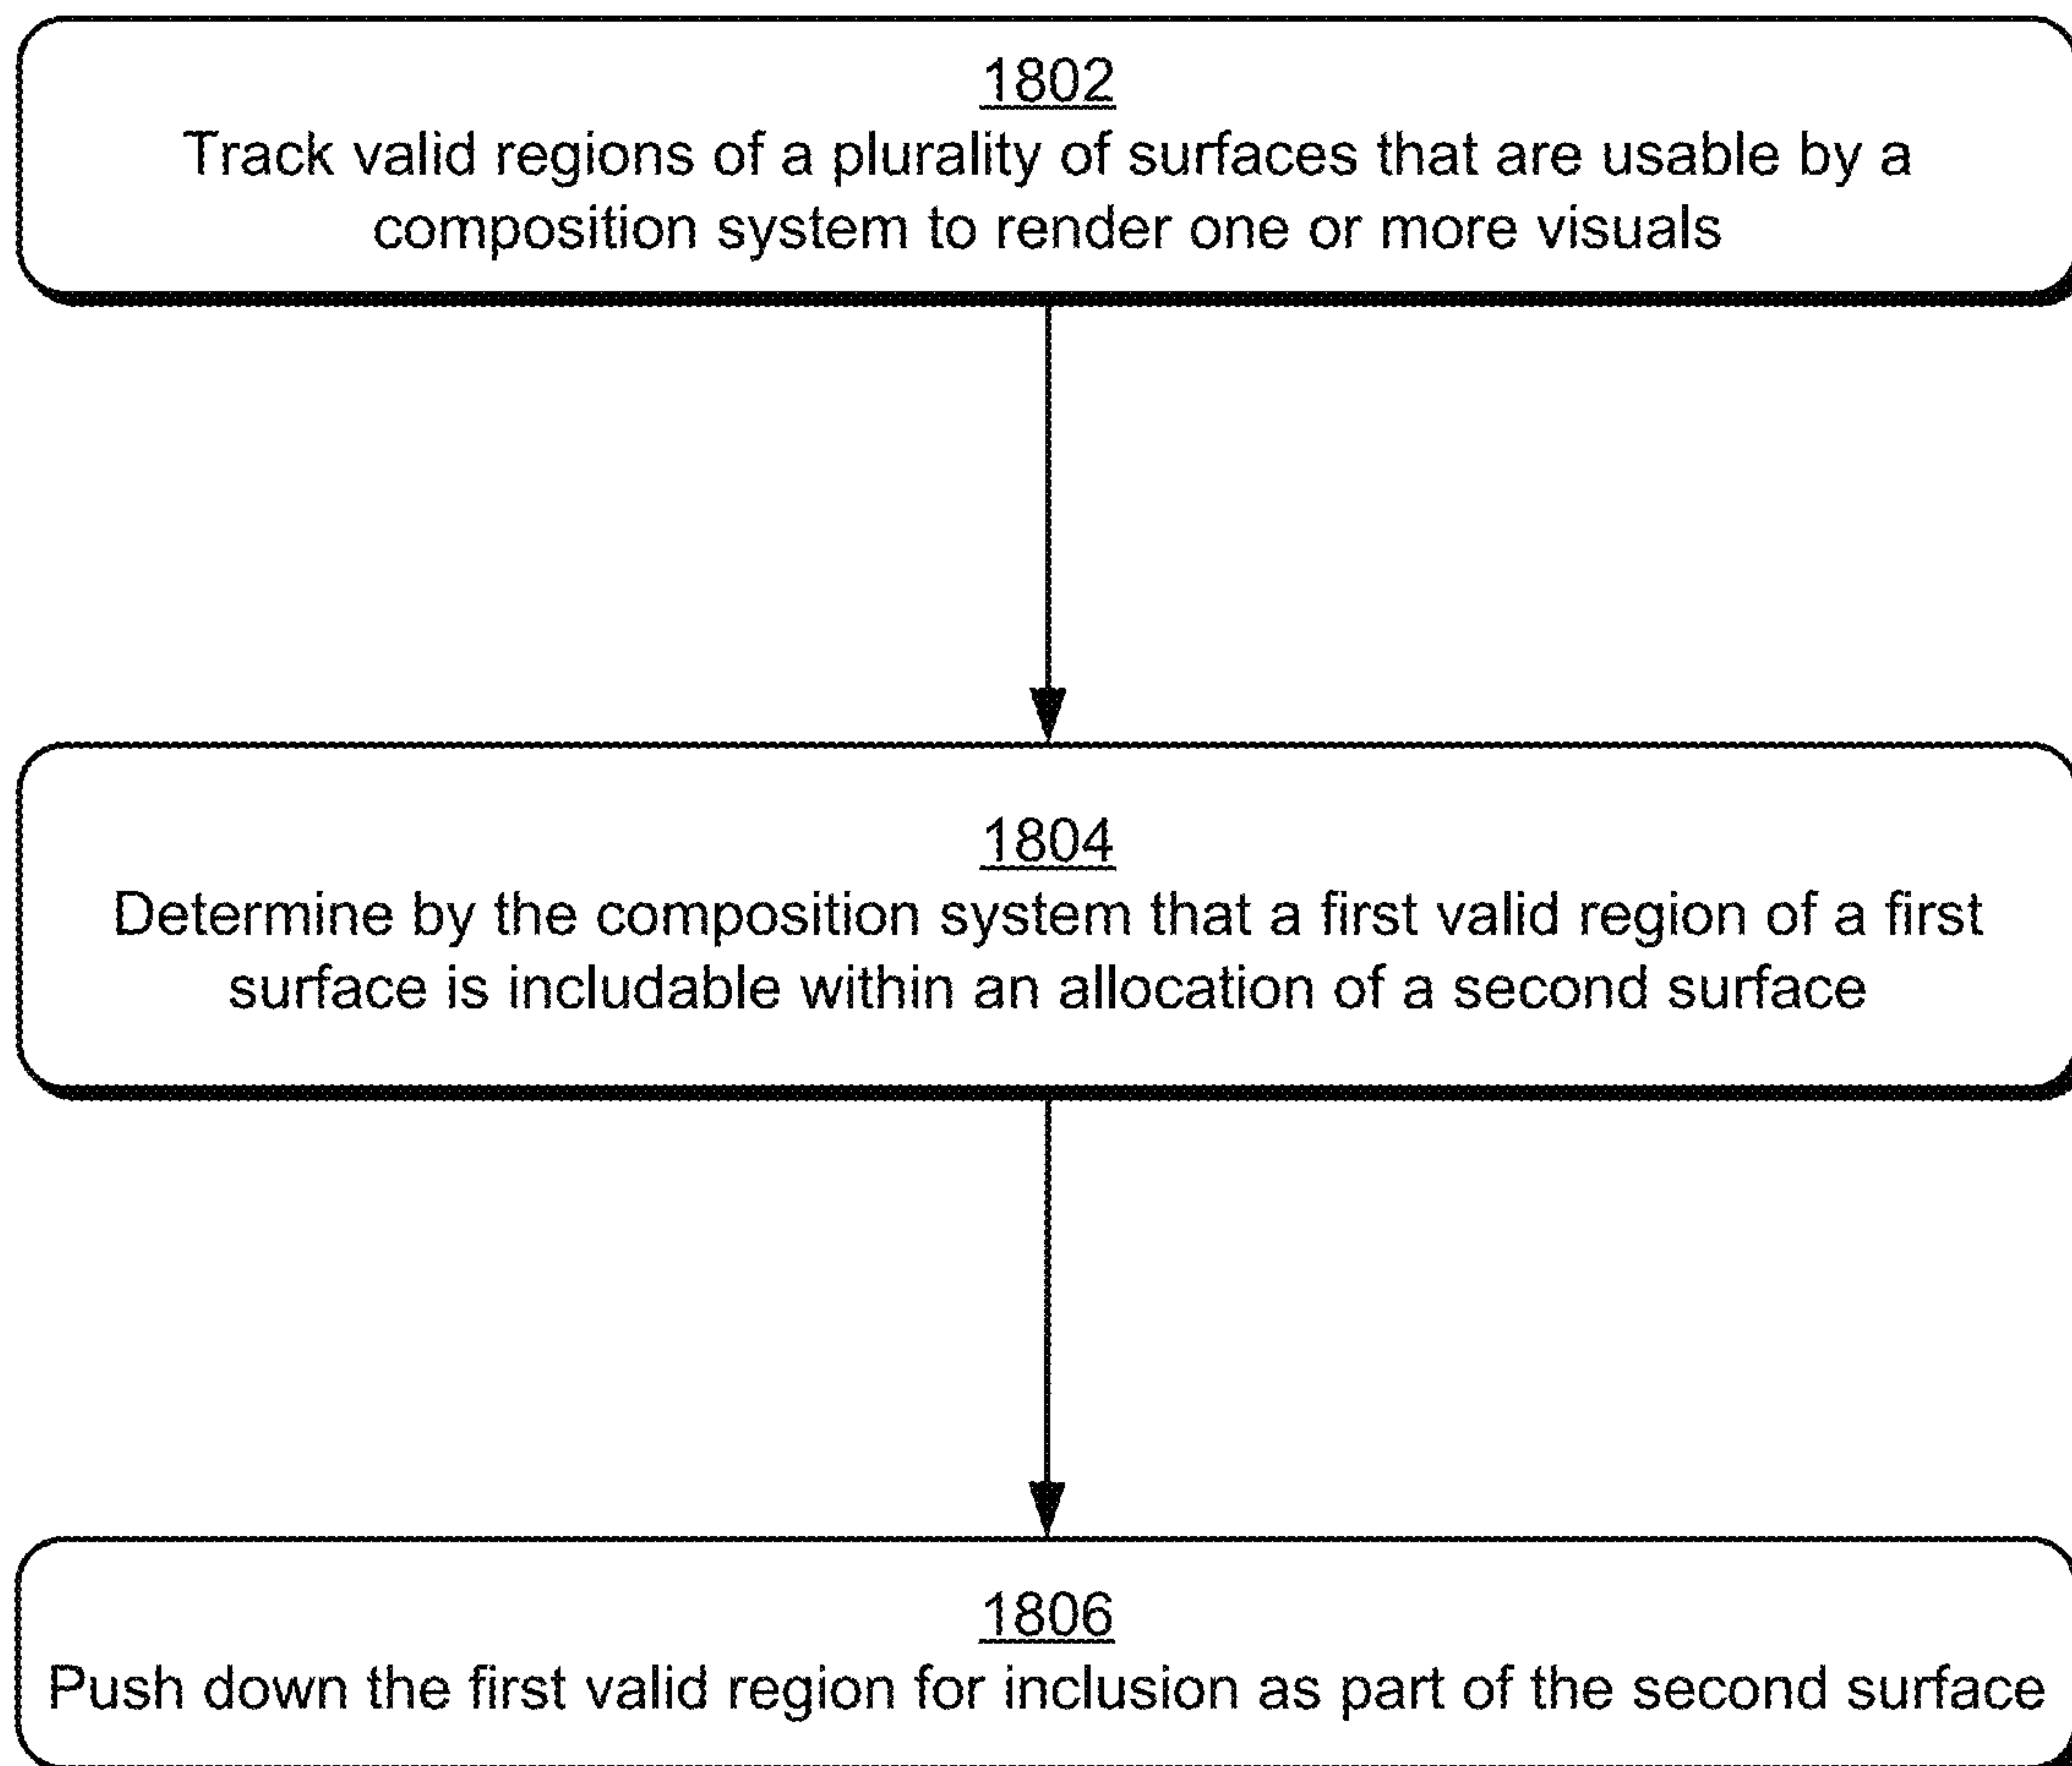 1802
Track valid regions of a plurality of surfaces that are usable by a
composition system to render one or more visuals
1804
Determine by the composition system that a first valid region of a first
surface is includable within an allocation of a second surface
1806
Push down the first valid region for inclusion as part of the second surface